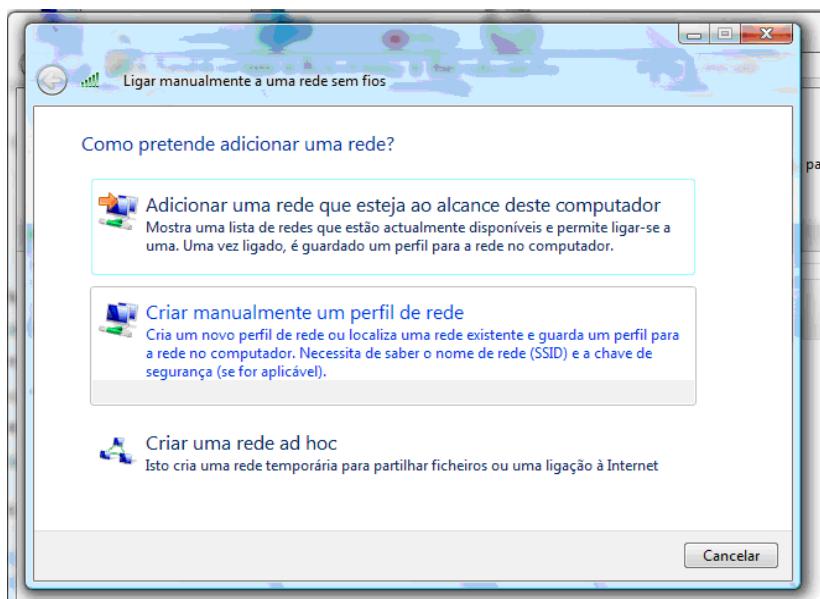 Ligar manualmente a uma rede sem fios
Como pretende adicionar uma rede?
pa
Adicionar uma rede que esteja ao alcance deste computador
Mostra uma lista de redes que estão actualmente disponíveis e permite ligar-se a
uma. Uma vez ligado, é guardado um perfil para a rede no computador.
Criar manualmente um perfil de rede
Cria um novo perfil de rede ou localiza uma rede existente e guarda um perfil para
a rede no computador. Necessita de saber o nome de rede (SSID) e a chave de
segurança (se for aplicável).
Criar uma rede ad hoc
Isto cria uma rede temporária para partilhar ficheiros ou uma ligação à Internet
Cancelar